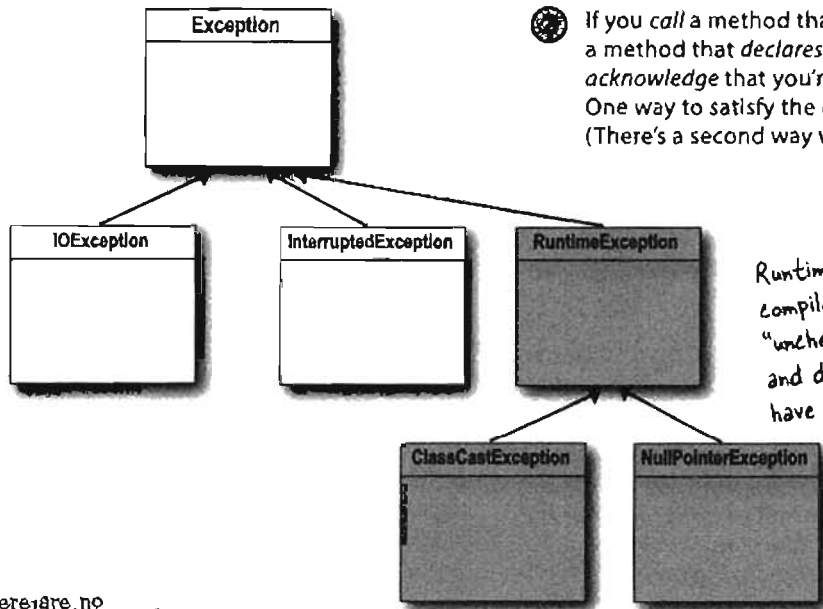 Exception
If you call a method tha
a method that declares
acknowledge that you'r
One way to satisfy the
(There's a second way
IOException
InterruptedException
RuntimeException
Runtim
compil
"unche
and d
have
ClassCastException
NullPointerException
no